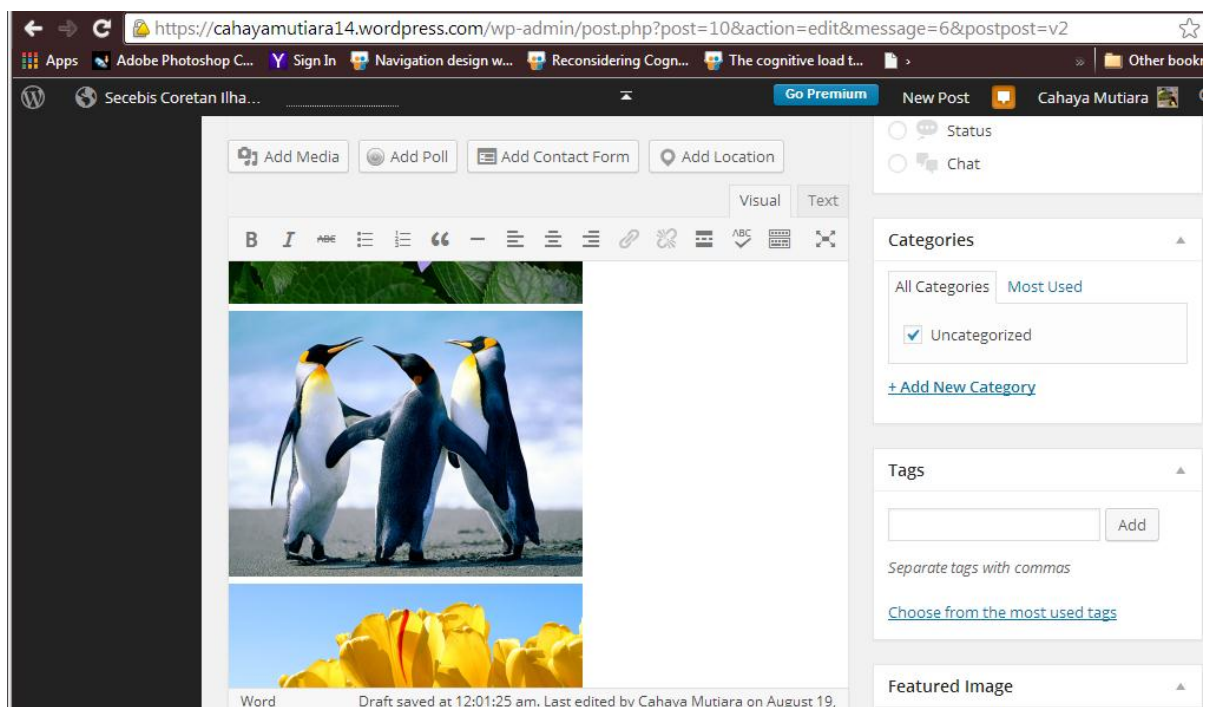 https://cahayamutiara14.wordpress.com/wp-admin/post.php?post=10&action=edit&message=6&postpost=v2
Apps Adobe Photoshop C... Sign In Navigation design w... Reconsidering Cogn... The cognitive load t... » Other bookr
Secebis Coretan Ilha... Go Premium New Post Cahaya Mutiara
Status
Chat
Add Media Add Poll Add Contact Form Add Location
Visual Text
B I ABE ABC
Categories
All Categories Most Used
Uncategorized
+ Add New Category
Tags
Add
Separate tags with commas
Choose from the most used tags
Featured Image
Word Draft saved at 12:01:25 am. Last edited by Cahaya Mutiara on August 19,